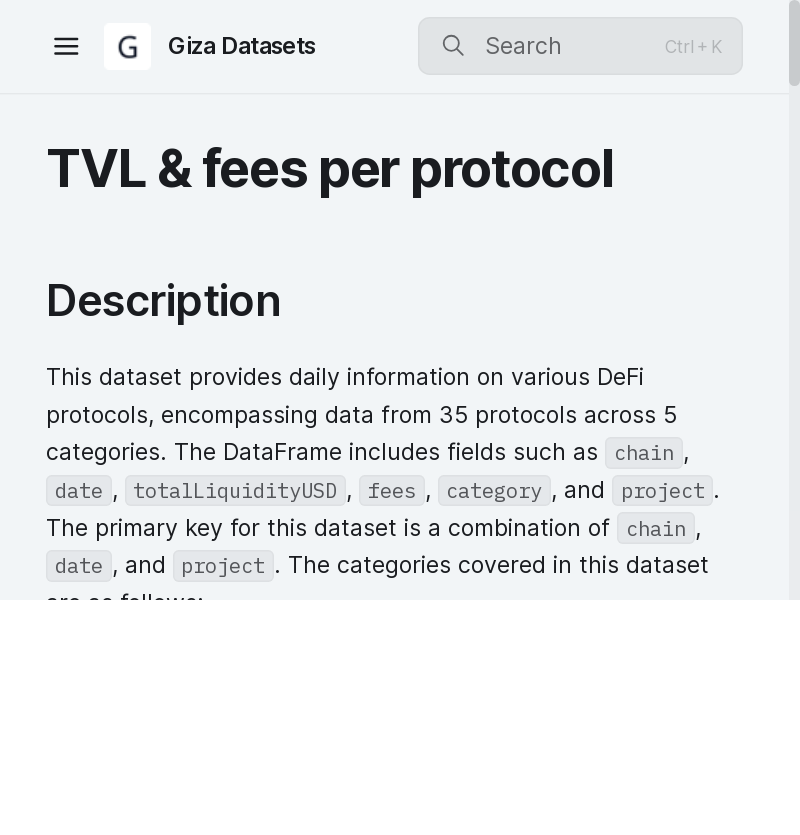 G Giza Datasets Search Ctrl + K
TVL & fees per protocol
Description
This dataset provides daily information on various DeFi
protocols, encompassing data from 35 protocols across 5
categories. The DataFrame includes fields such as chain,
date, totalLiquidityUSD, fees, category, and project.
The primary key for this dataset is a combination of chain,
date, and project. The categories covered in this dataset
are as follows: